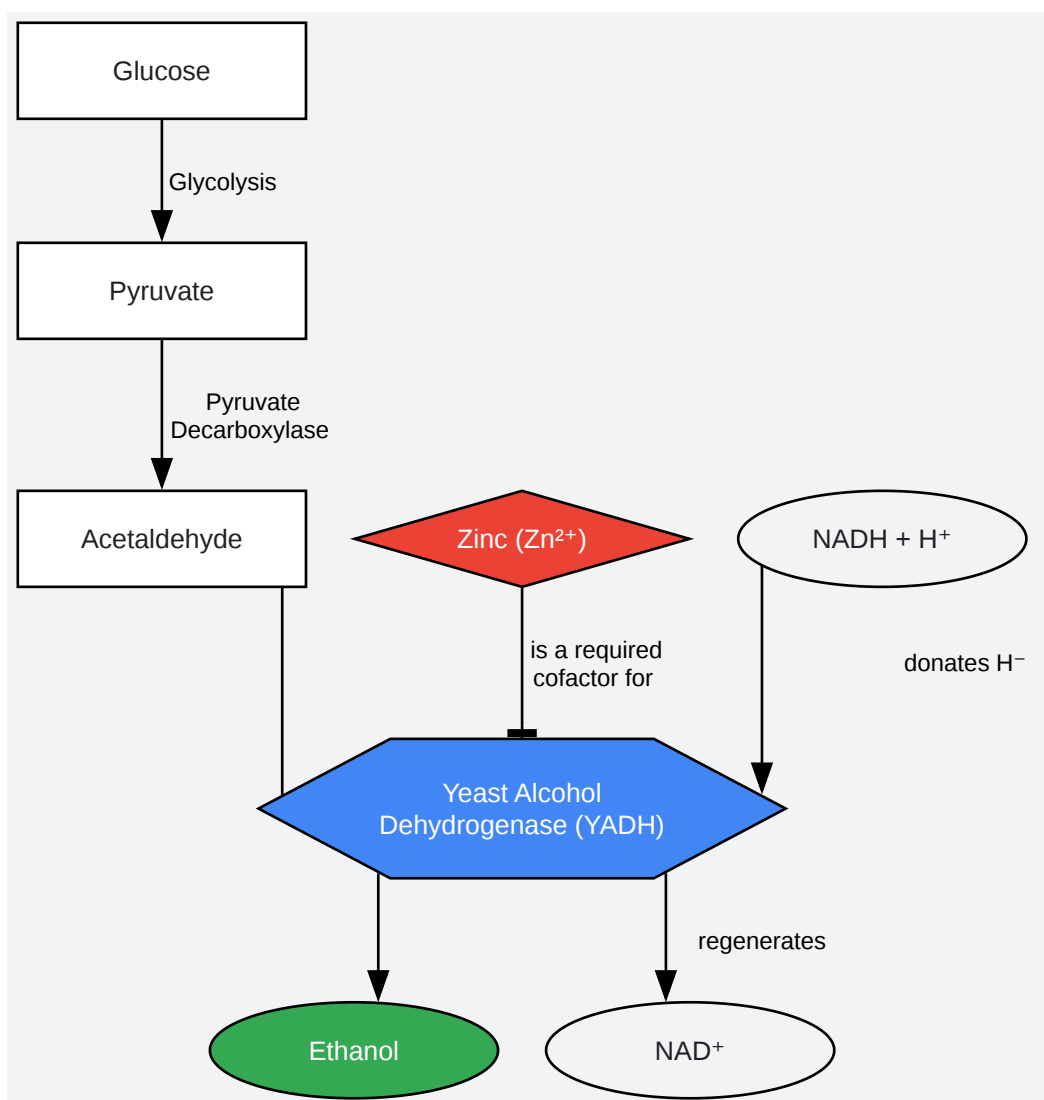 Glucose
Glycolysis
Pyruvate
Pyruvate
Decarboxylase
Acetaldehyde
Zinc (Zn²⁺)
NADH + H⁺
is a required
cofactor for
donates H⁻
Yeast Alcohol
Dehydrogenase (YADH)
regenerates
Ethanol
NAD⁺